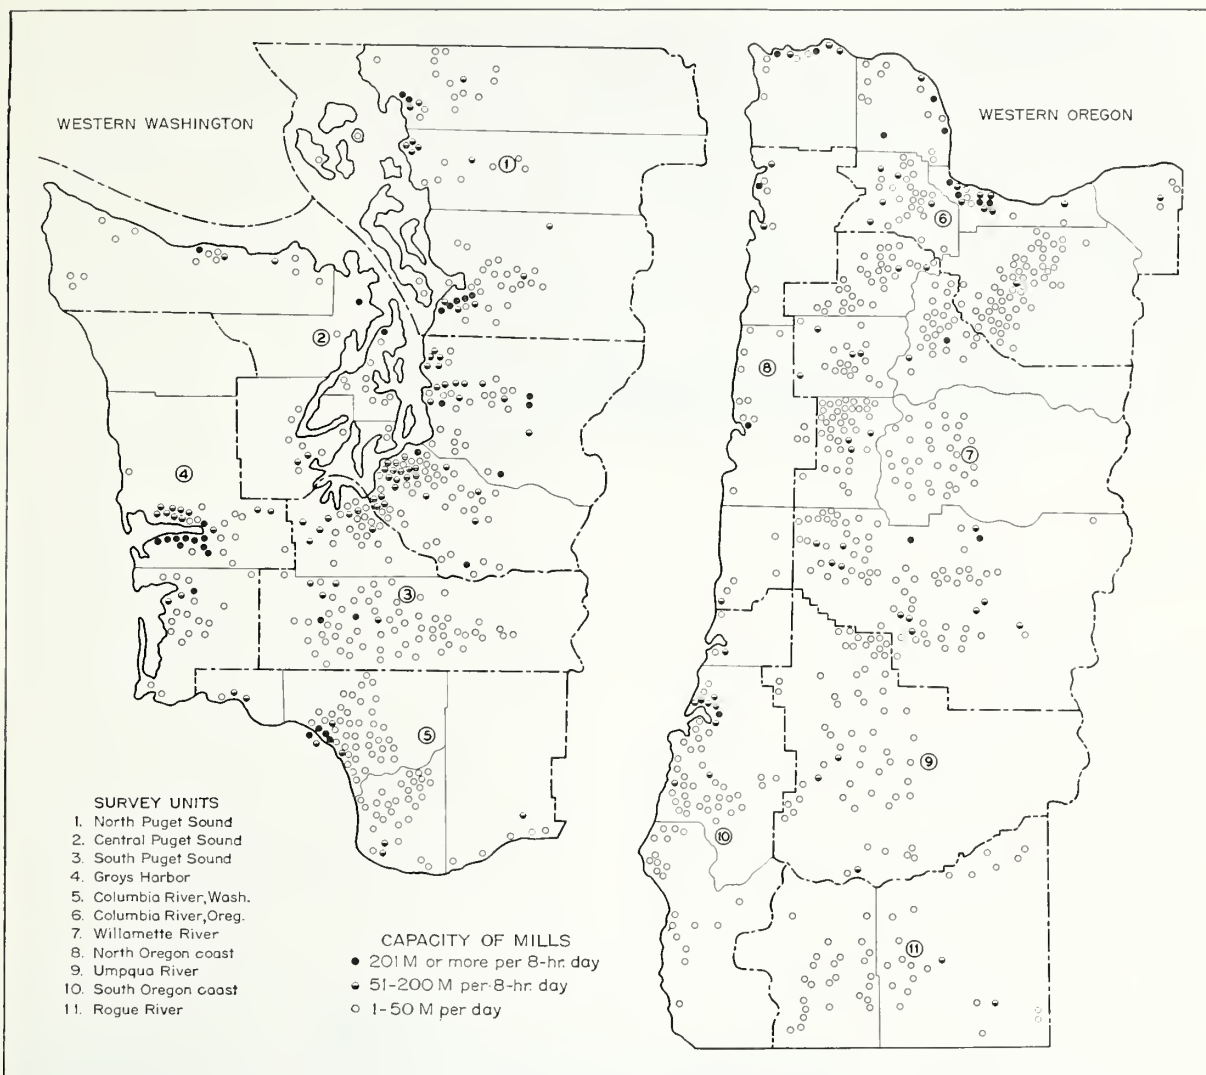 WESTERN WASHINGTON
WESTERN OREGON
1
2
3
4
5
6
7
8
9
10
11
SURVEY UNITS
1. North Puget Sound
2. Central Puget Sound
3. South Puget Sound
4. Grays Harbor
5. Columbia River, Wash.
6. Columbia River, Oreg.
7. Willamette River
8. North Oregon coast
9. Umpqua River
10. South Oregon coast
11. Rogue River
CAPACITY OF MILLS
201 M or more per 8-hr. day
51-200 M per 8-hr. day
1-50 M per day